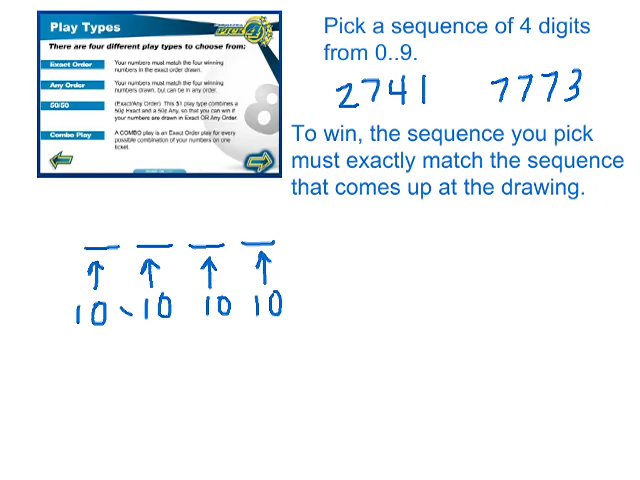 Play Types
PICK 4
There are four different play types to choose from:
Exact Order
Your numbers must match the four winning
numbers in the exact order drawn.
Any Order
Your numbers must match the four winning
numbers drawn, but can be in any order.
50/50
(Exact/Any Order) This $1 play type combines a
50¢ Exact and a 50¢ Any, so that you can win if
your numbers are drawn in Exact OR Any Order.
Combo Play
A COMBO play is an Exact Order play for every
possible combination of your numbers on one
ticket.
8
Pick a sequence of 4 digits
from 0..9.
2741 7773
To win, the sequence you pick
must exactly match the sequence
that comes up at the drawing.
10 10 10 10